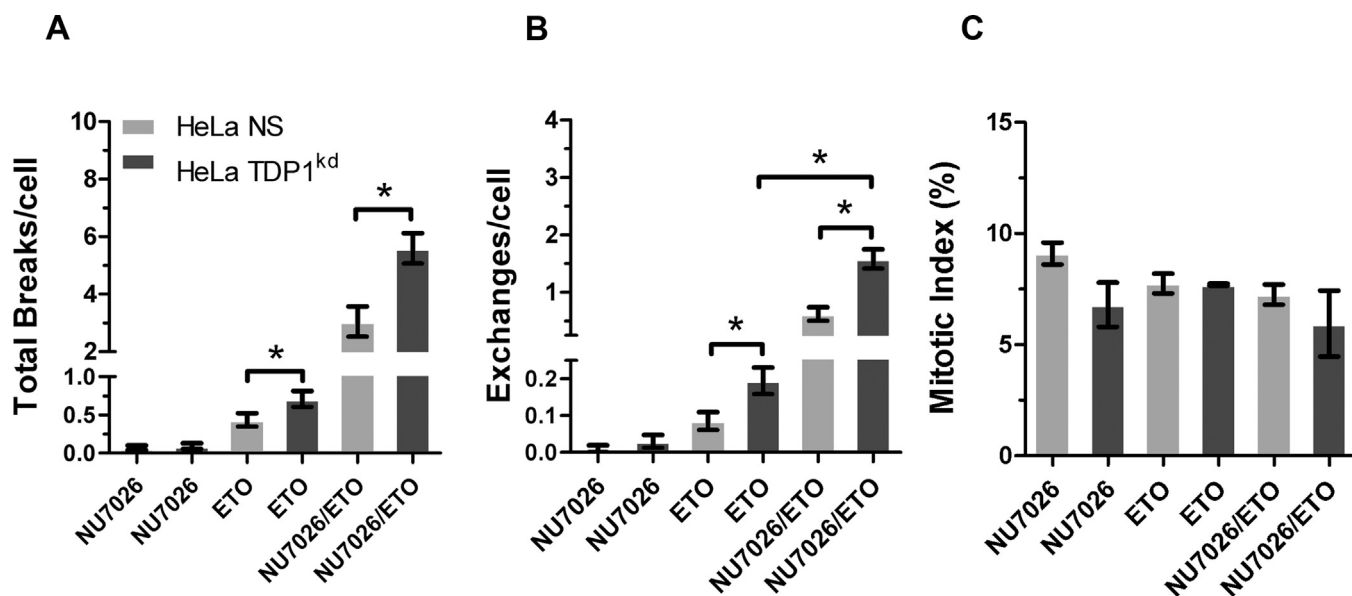 A
B
C
Total Breaks/cell
10
8
6
4
2
1.0
0.5
0.0
HeLa NS
HeLa TDP1kd
*
*
NU7026
NU7026
ETO
ETO
NU7026/ETO
NU7026/ETO
Exchanges/cell
4
3
2
1
0.2
0.1
0.0
*
*
*
NU7026
NU7026
ETO
ETO
NU7026/ETO
NU7026/ETO
Mitotic Index (%)
15
10
5
0
NU7026
NU7026
ETO
ETO
NU7026/ETO
NU7026/ETO